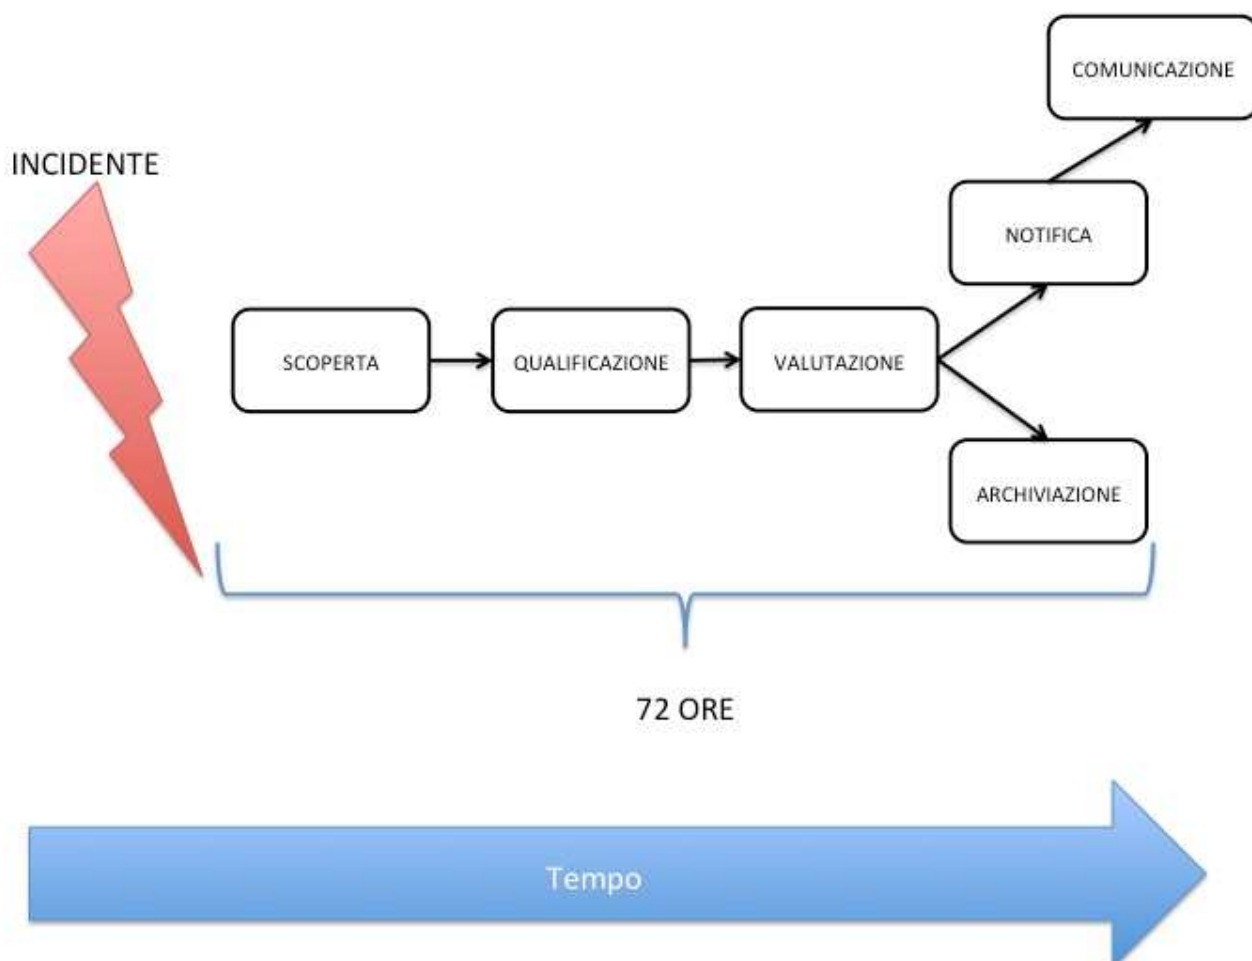 COMUNICAZIONE
INCIDENTE
NOTIFICA
SCOPERTA
QUALIFICAZIONE
VALUTAZIONE
ARCHIVIAZIONE
72 ORE
Tempo